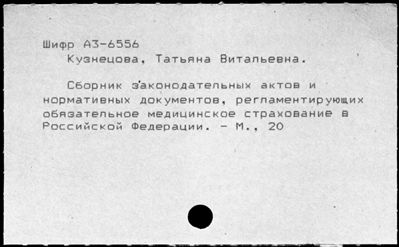 Шифр А3-6556
Кузнецова, Татьяна Витальевна.
Сборник законодательных актов и
нормативных документов, регламентирующих
обязательное медицинское страхование в
Российской Федерации. - М., 20